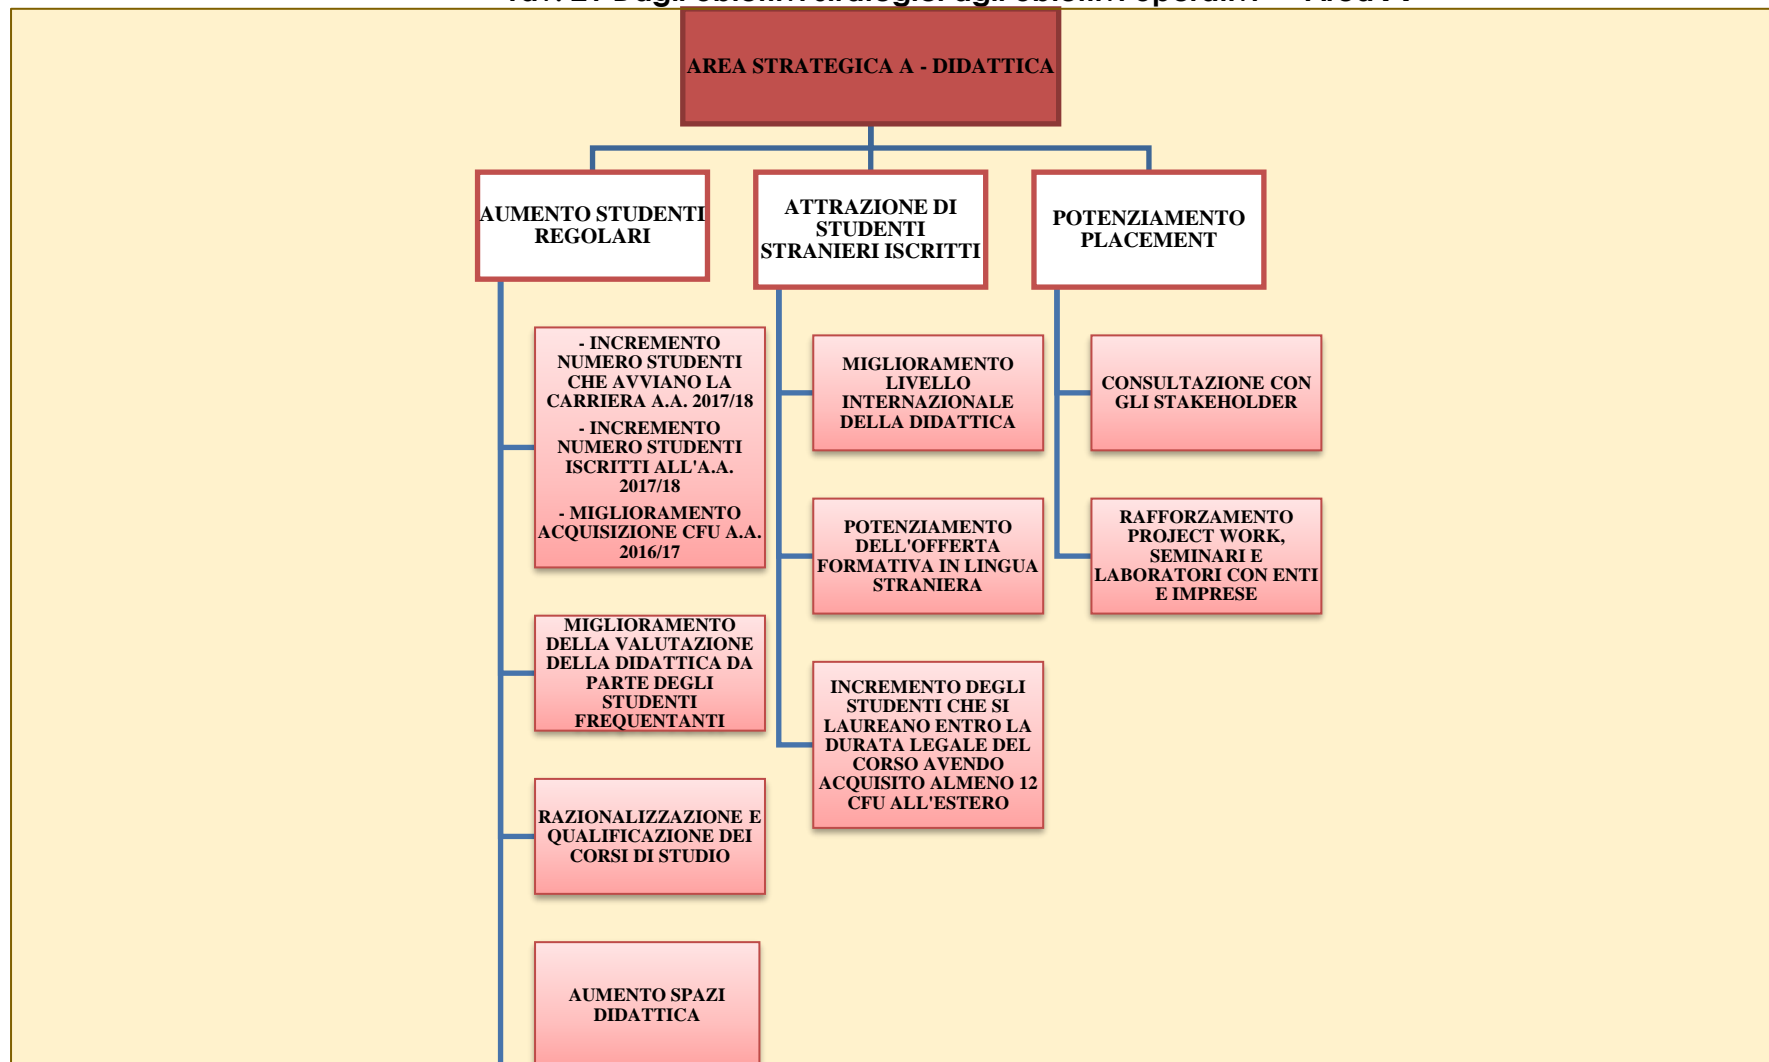 AREA STRATEGICA A - DIDATTICA
AUMENTO STUDENTI
REGOLARI
ATTRAZIONE DI
STUDENTI
STRANIERI ISCRITTI
POTENZIAMENTO
PLACEMENT
- INCREMENTO
NUMERO STUDENTI
CHE AVVIANO LA
CARRIERA A.A. 2017/18
- INCREMENTO
NUMERO STUDENTI
ISCRITTI ALL'A.A.
2017/18
- MIGLIORAMENTO
ACQUISIZIONE CFU A.A.
2016/17
MIGLIORAMENTO
DELLA VALUTAZIONE
DELLA DIDATTICA DA
PARTE DEGLI
STUDENTI
FREQUENTANTI
RAZIONALIZZAZIONE E
QUALIFICAZIONE DEI
CORSI DI STUDIO
AUMENTO SPAZI
DIDATTICA
MIGLIORAMENTO
LIVELLO
INTERNAZIONALE
DELLA DIDATTICA
POTENZIAMENTO
DELL'OFFERTA
FORMATIVA IN LINGUA
STRANIERA
INCREMENTO DEGLI
STUDENTI CHE SI
LAUREANO ENTRO LA
DURATA LEGALE DEL
CORSO AVENDO
ACQUISITO ALMENO 12
CFU ALL'ESTERO
CONSULTAZIONE CON
GLI STAKEHOLDER
RAFFORZAMENTO
PROJECT WORK,
SEMINARI E
LABORATORI CON ENTI
E IMPRESE